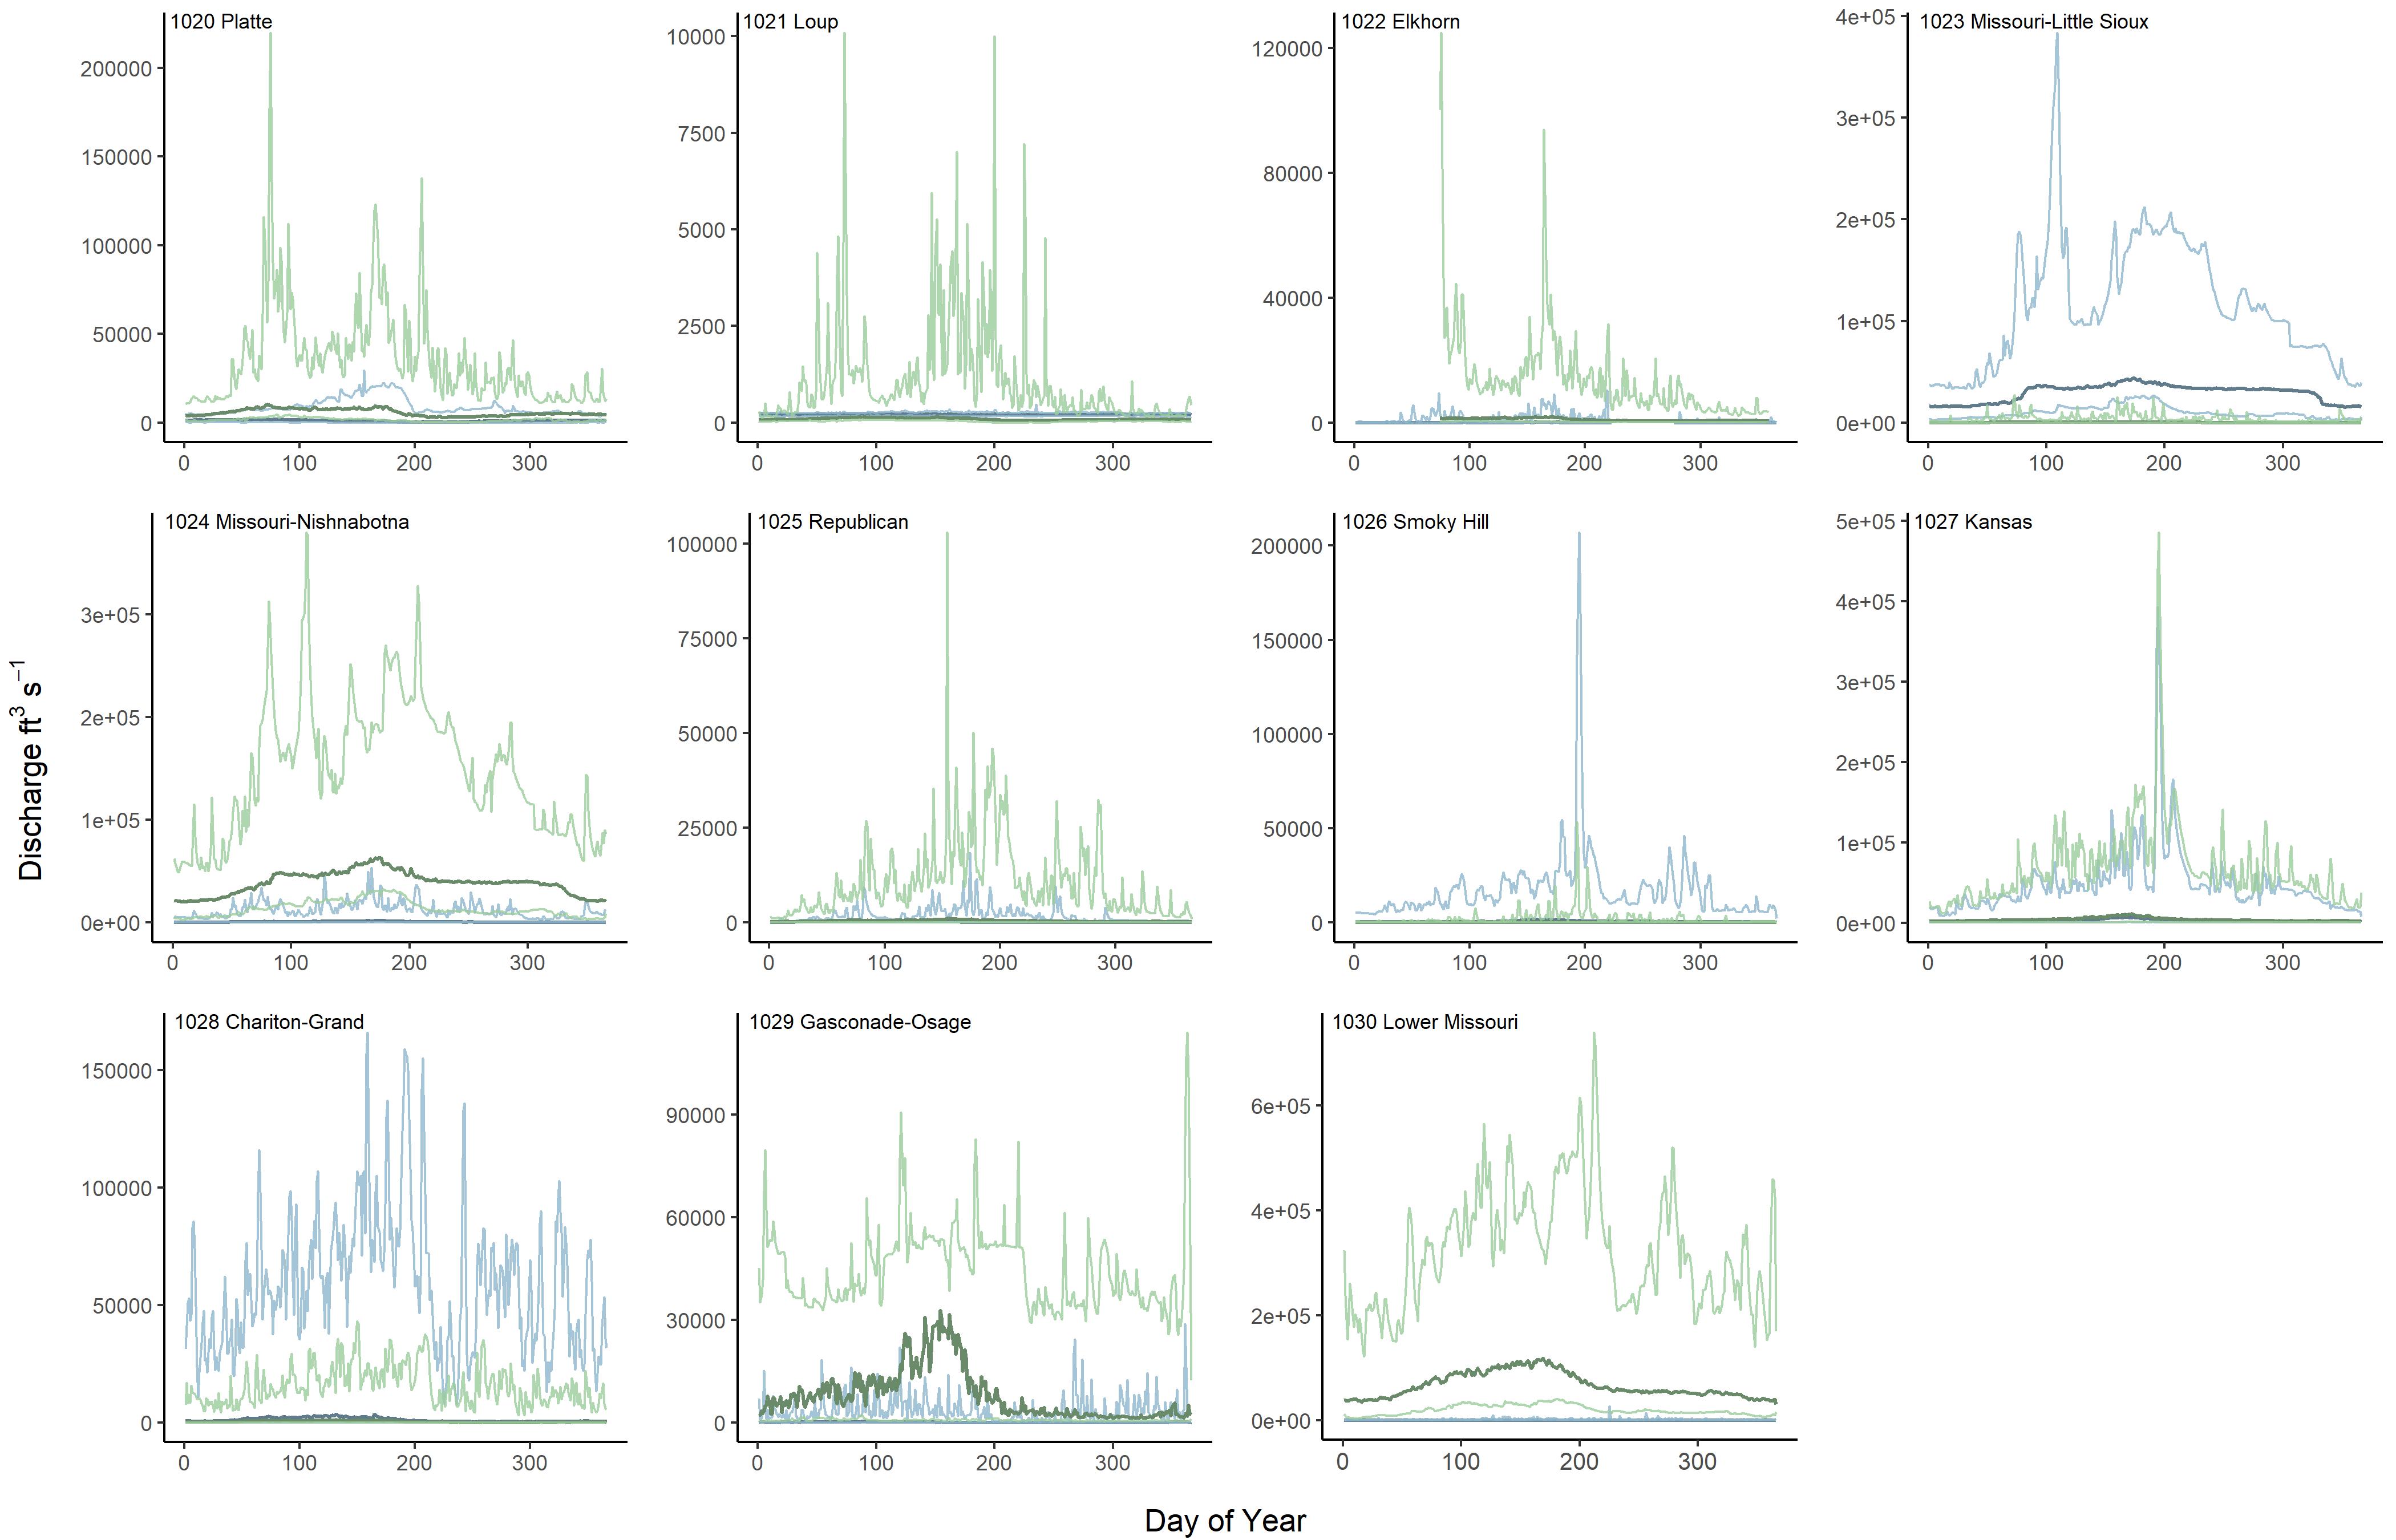 1020 Platte
200000
150000
100000
50000
0
0 100 200 300
1021 Loup
10000
7500
5000
2500
0
0 100 200 300
1022 Elkhorn
120000
80000
40000
0
0 100 200 300
1023 Missouri-Little Sioux
4e+05
3e+05
2e+05
1e+05
0e+00
0 100 200 300
1024 Missouri-Nishnabotna
3e+05
2e+05
1e+05
0e+00
0 100 200 300
1025 Republican
100000
75000
50000
25000
0
0 100 200 300
1026 Smoky Hill
200000
150000
100000
50000
0
0 100 200 300
1027 Kansas
5e+05
4e+05
3e+05
2e+05
1e+05
0e+00
0 100 200 300
1028 Chariton-Grand
150000
100000
50000
0
0 100 200 300
1029 Gasconade-Osage
90000
60000
30000
0
0 100 200 300
1030 Lower Missouri
6e+05
4e+05
2e+05
0e+00
0 100 200 300
Discharge ft³ s⁻¹
Day of Year